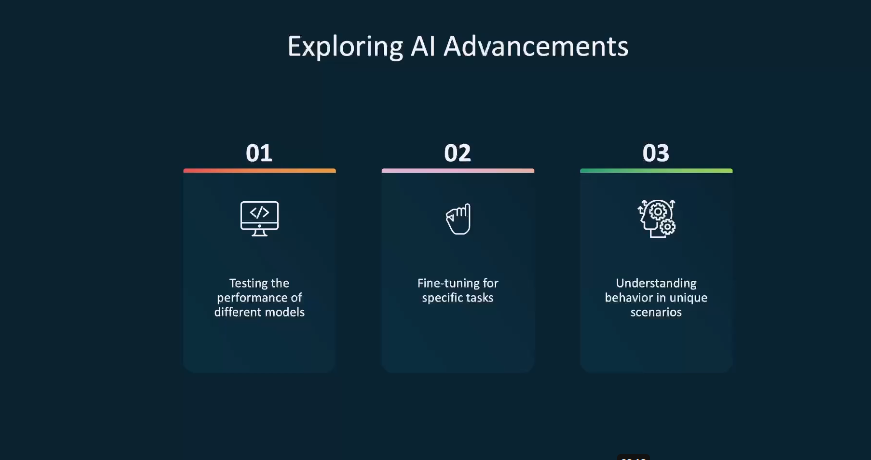 Exploring AI Advancements
01
02
03
</>
Testing the
performance of
different models
Fine-tuning for
specific tasks
Understanding
behavior in unique
scenarios